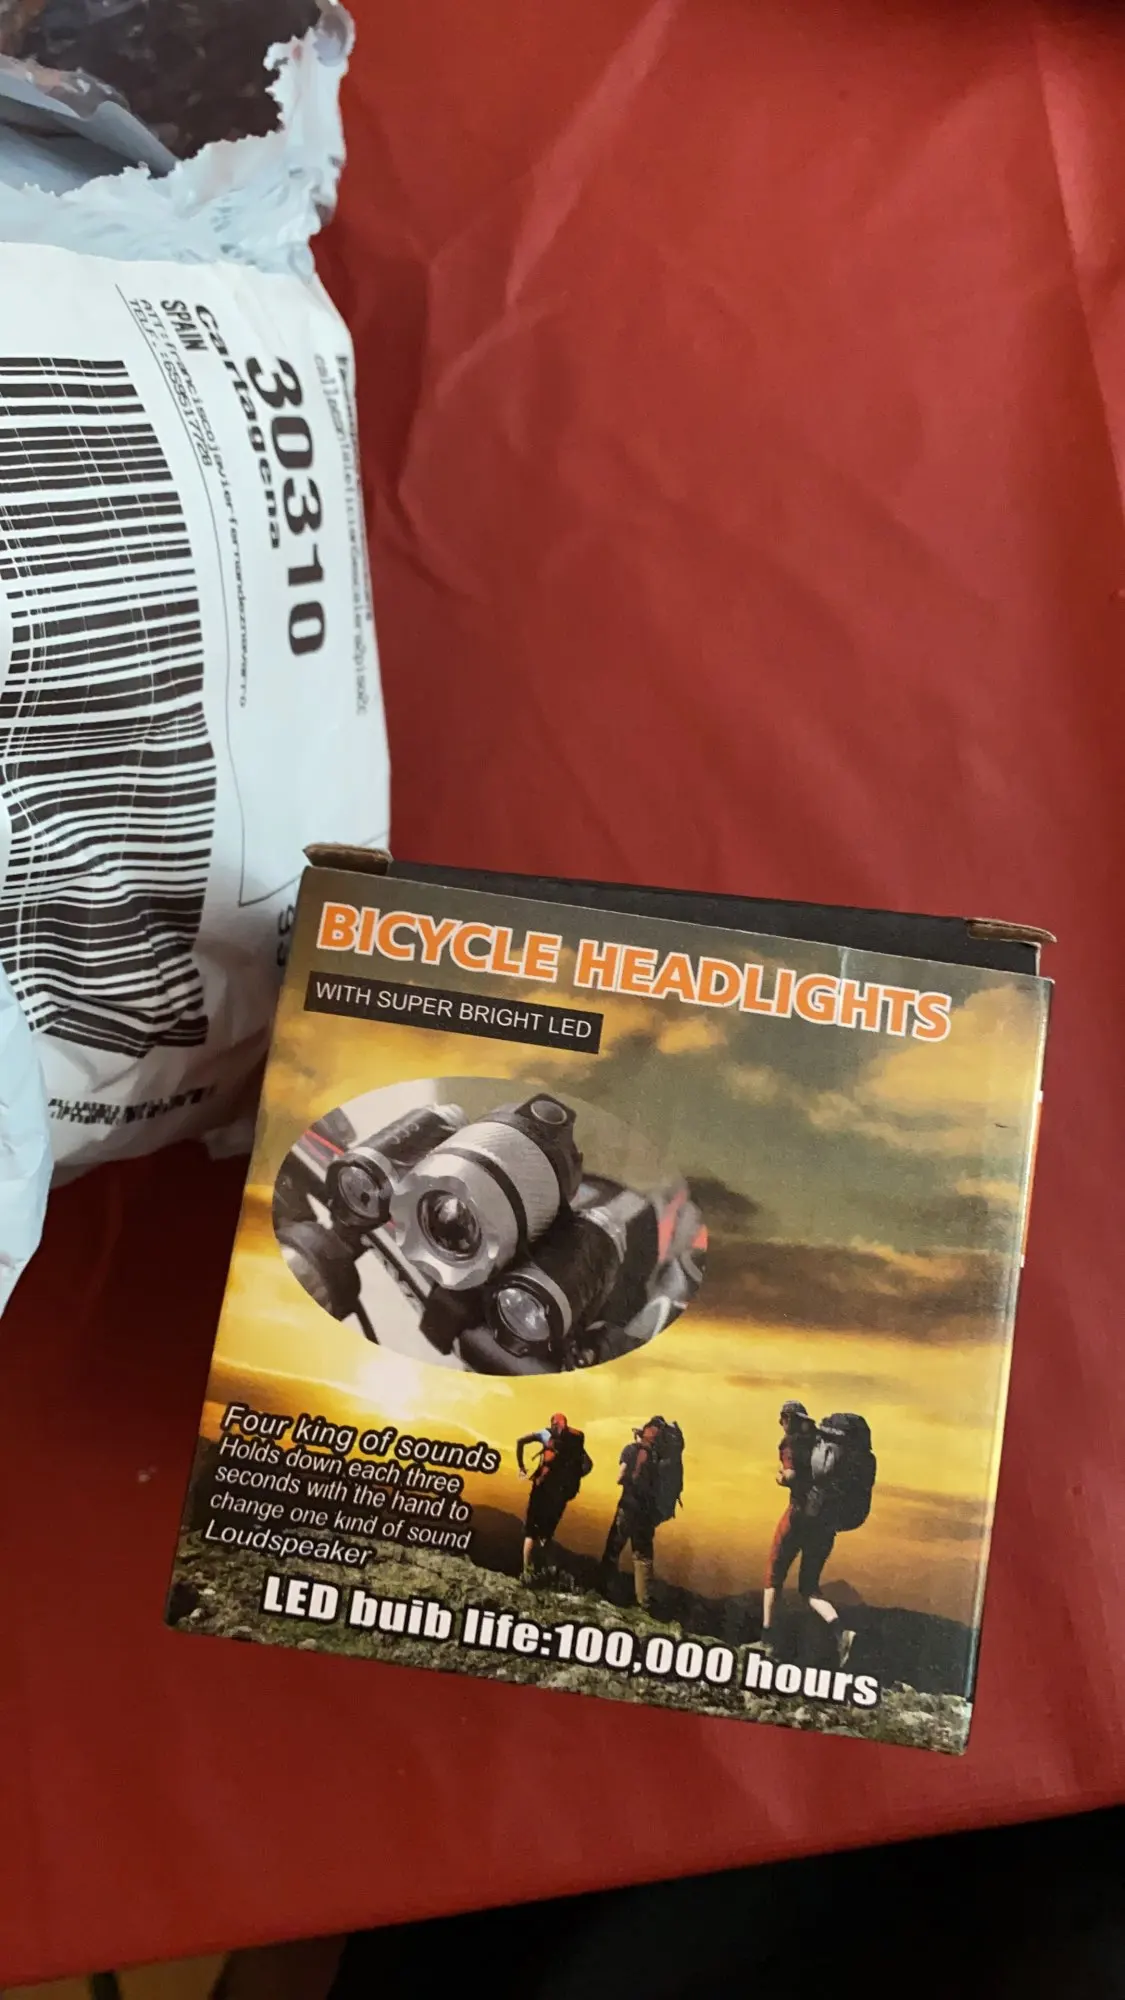 30310
Cartagena
SPAIN
BICYCLE HEADLIGHTS
WITH SUPER BRIGHT LED
Four king of sounds
Holds down each three
seconds with the hand to
change one kind of sound
Loudspeaker
LED buib life:100,000 hours